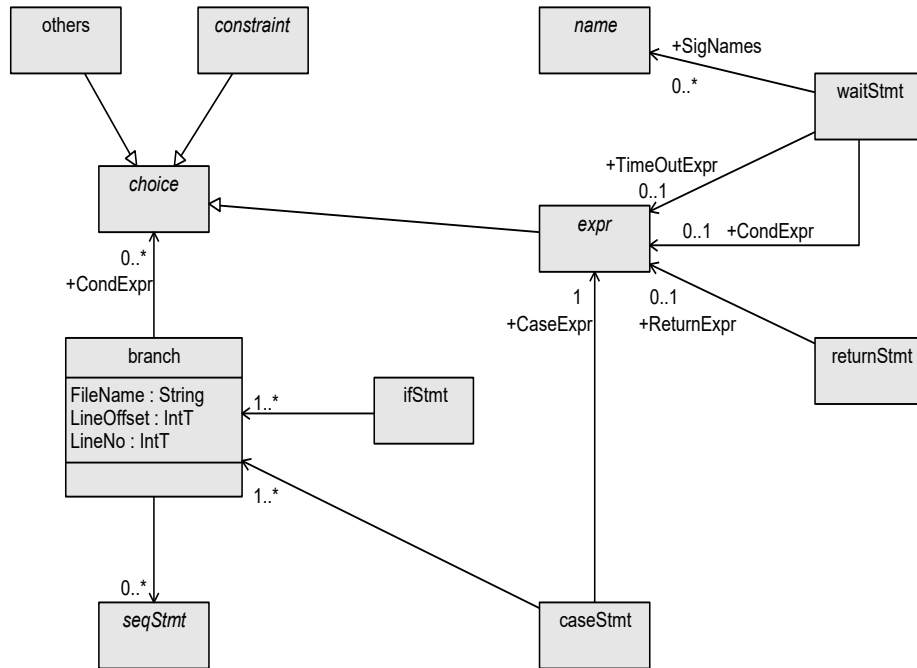 others
constraint
name
+SigNames
0..*
waitStmt
choice
+TimeOutExpr
0..1
expr
0..1 +CondExpr
0..*
+CondExpr
1
+CaseExpr
0..1
+ReturnExpr
branch
FileName : String
LineOffset : IntT
LineNo : IntT
1..*
ifStmt
returnStmt
1..*
0..*
seqStmt
caseStmt